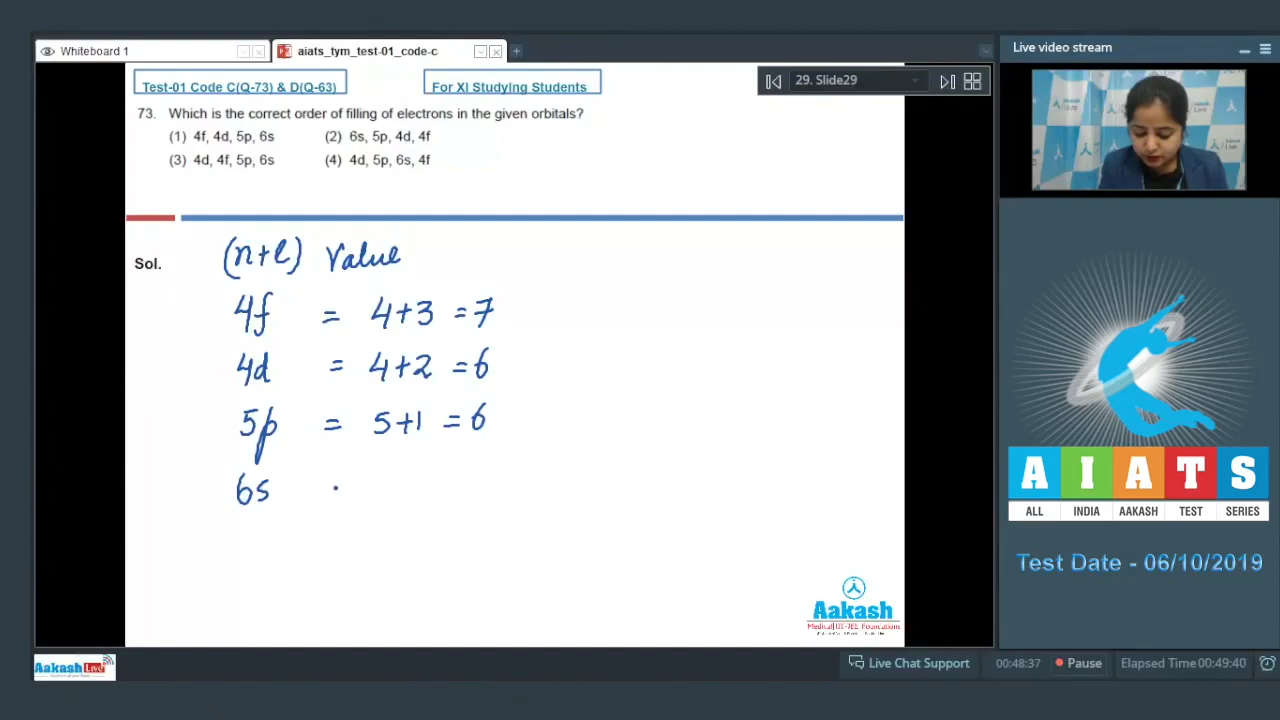 Whiteboard 1
aiats_tym_test-01_code-c
Live video stream
Test-01 Code C(Q-73) & D(Q-63)
For XI Studying Students
29. Slide29
73. Which is the correct order of filling of electrons in the given orbitals?
(1) 4f, 4d, 5p, 6s (2) 6s, 5p, 4d, 4f
(3) 4d, 4f, 5p, 6s (4) 4d, 5p, 6s, 4f
Sol. (n+l) Value
4f = 4+3 = 7
4d = 4+2 = 6
5p = 5+1 = 6
6s
A I A T S
ALL INDIA AAKASH TEST SERIES
Test Date - 06/10/2019
Aakash
Medical|IIT-JEE|Foundations
Aakash Live
Live Chat Support
00:48:37
Pause
Elapsed Time 00:49:40